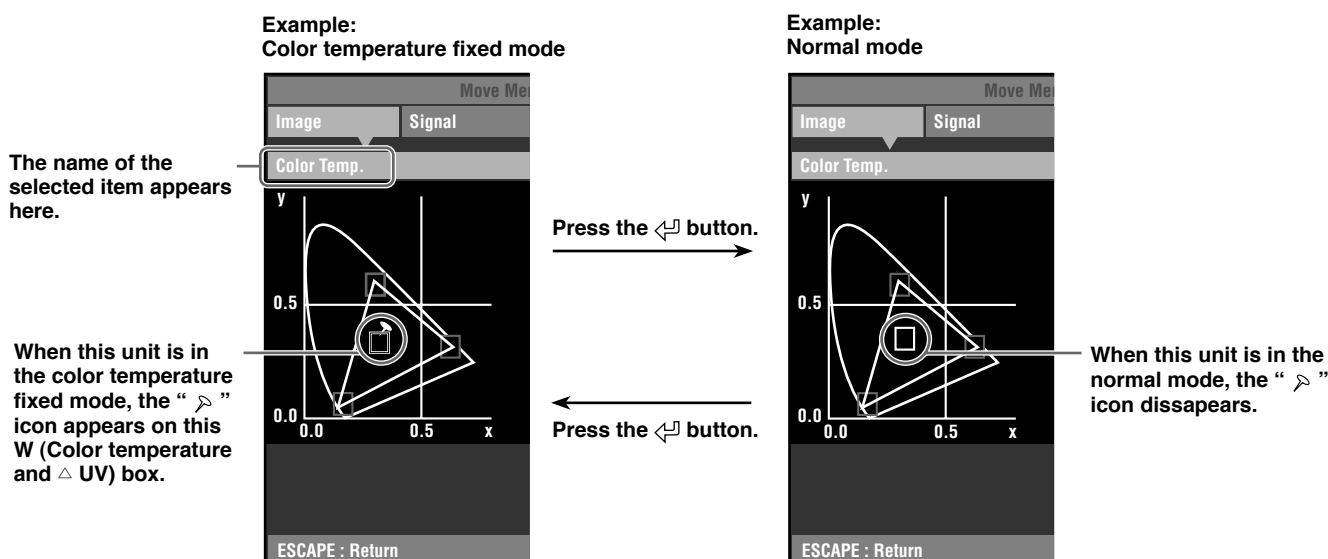 Example:
Color temperature fixed mode
Example:
Normal mode
Move Me
Image
Signal
Color Temp.
y
0.5
0.0
0.0
0.5
x
ESCAPE : Return
The name of the
selected item appears
here.
When this unit is in
the color temperature
fixed mode, the “ ” 
icon appears on this
W (Color temperature
and △ UV) box.
Press the button.
Press the button.
Move Me
Image
Signal
Color Temp.
y
0.5
0.0
0.0
0.5
x
ESCAPE : Return
When this unit is in the
normal mode, the “ ”
icon dissapears.